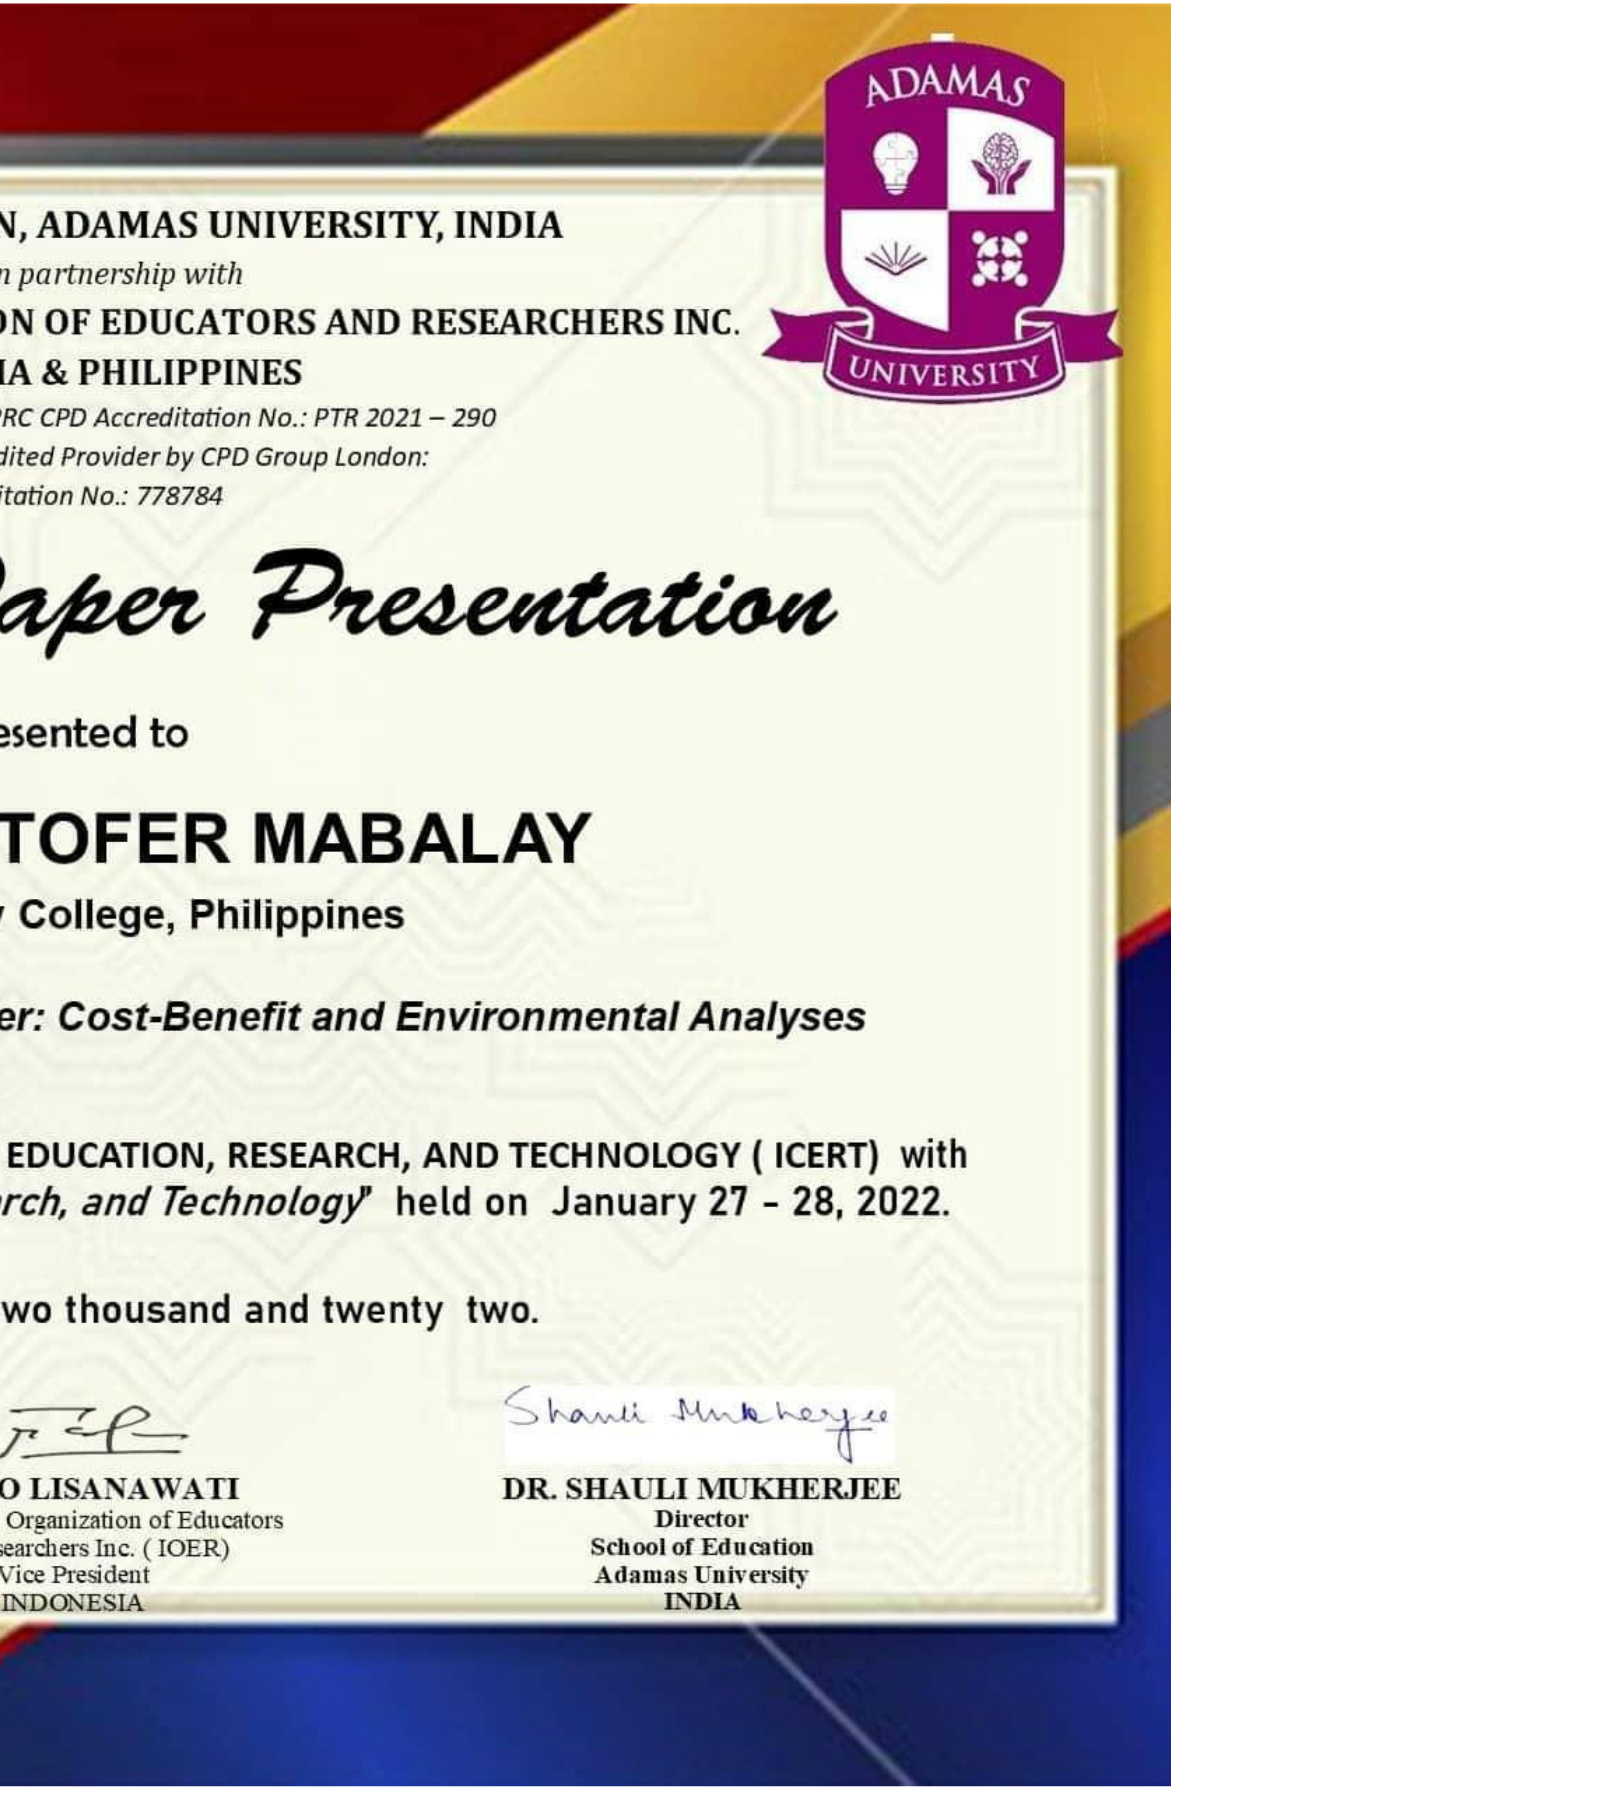 ADAMAS
UNIVERSITY
N, ADAMAS UNIVERSITY, INDIA
n partnership with
ON OF EDUCATORS AND RESEARCHERS INC.
IA & PHILIPPINES
PRC CPD Accreditation No.: PTR 2021 – 290
dited Provider by CPD Group London:
itation No.: 778784
Paper Presentation
esented to
TOFER MABALAY
y College, Philippines
er: Cost-Benefit and Environmental Analyses
EDUCATION, RESEARCH, AND TECHNOLOGY ( ICERT) with
rch, and Technology" held on January 27 - 28, 2022.
wo thousand and twenty two.
Shauli Mukherjee
O LISANAWATI
Organization of Educators
searchers Inc. ( IOER)
Vice President
INDONESIA
DR. SHAULI MUKHERJEE
Director
School of Education
Adamas University
INDIA